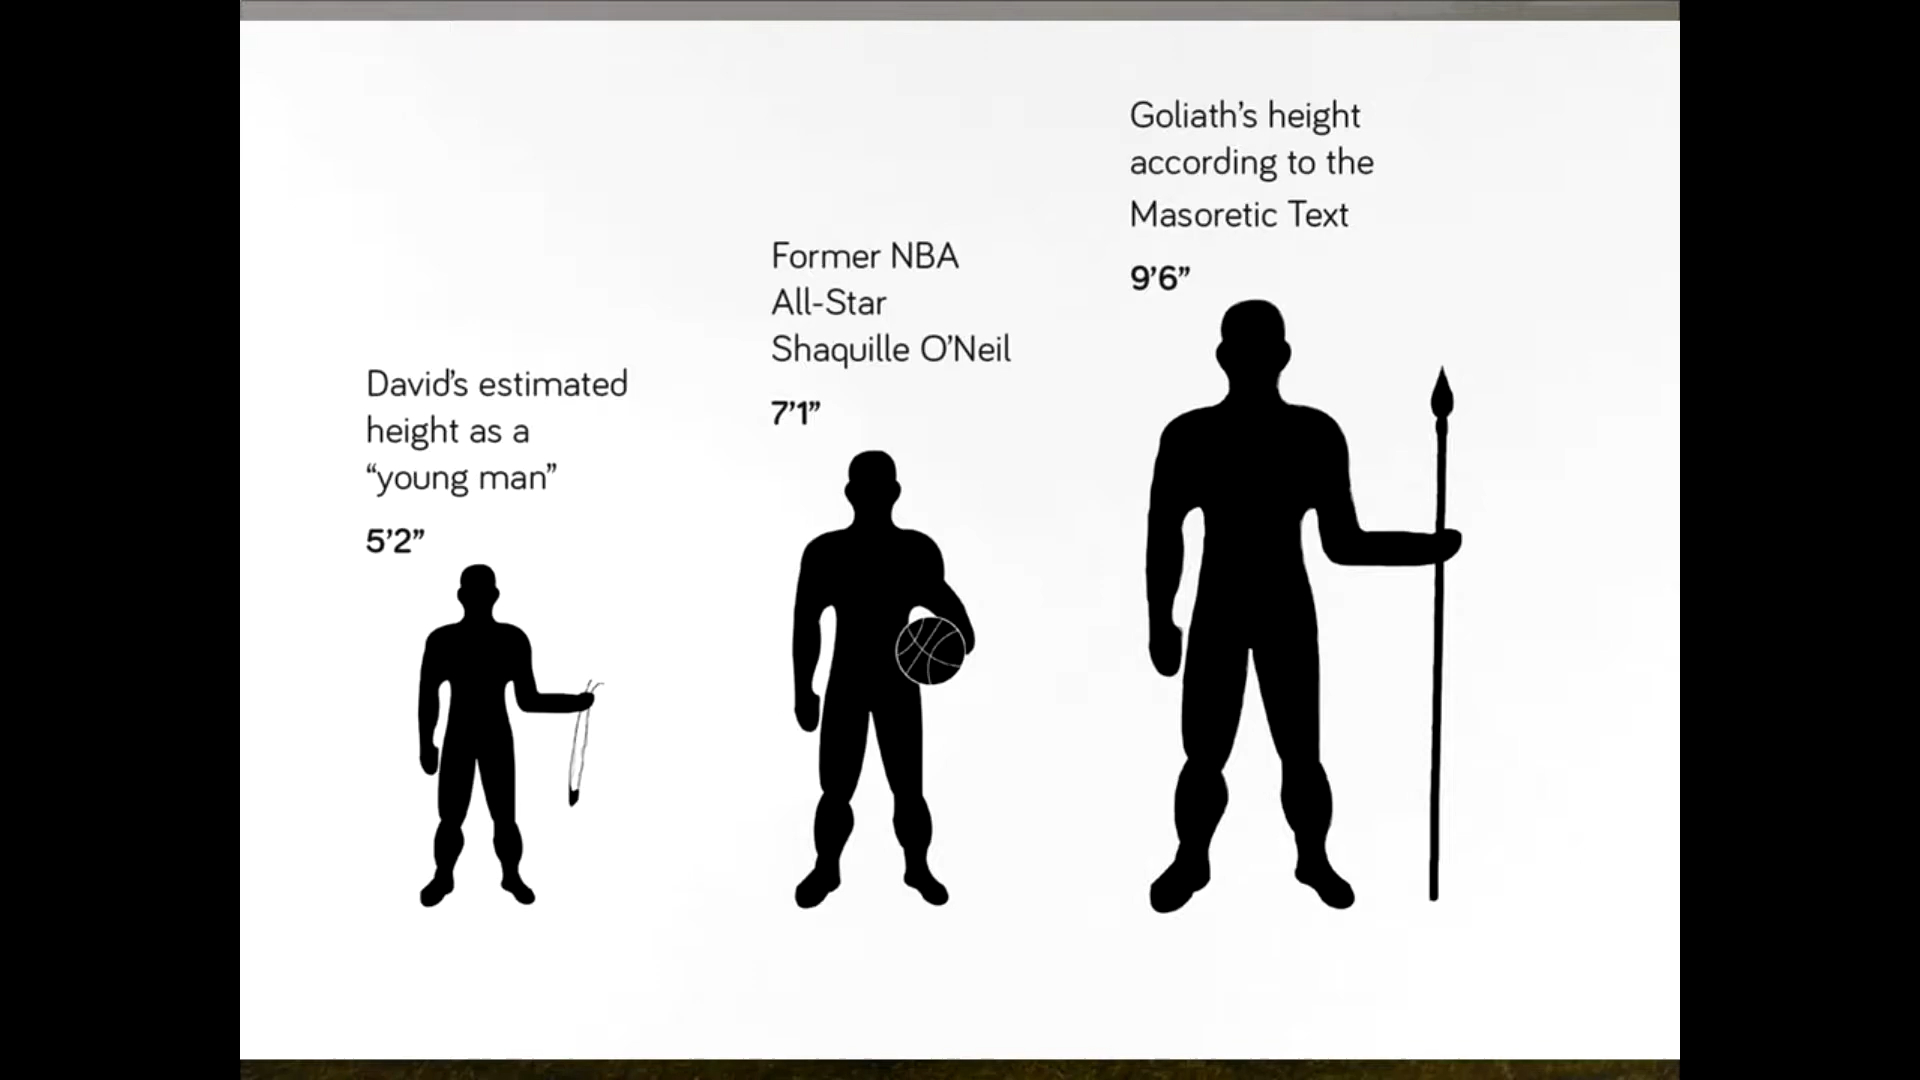 David’s estimated
height as a
“young man”
5’2”
Former NBA
All-Star
Shaquille O’Neil
7’1”
Goliath’s height
according to the
Masoretic Text
9’6”